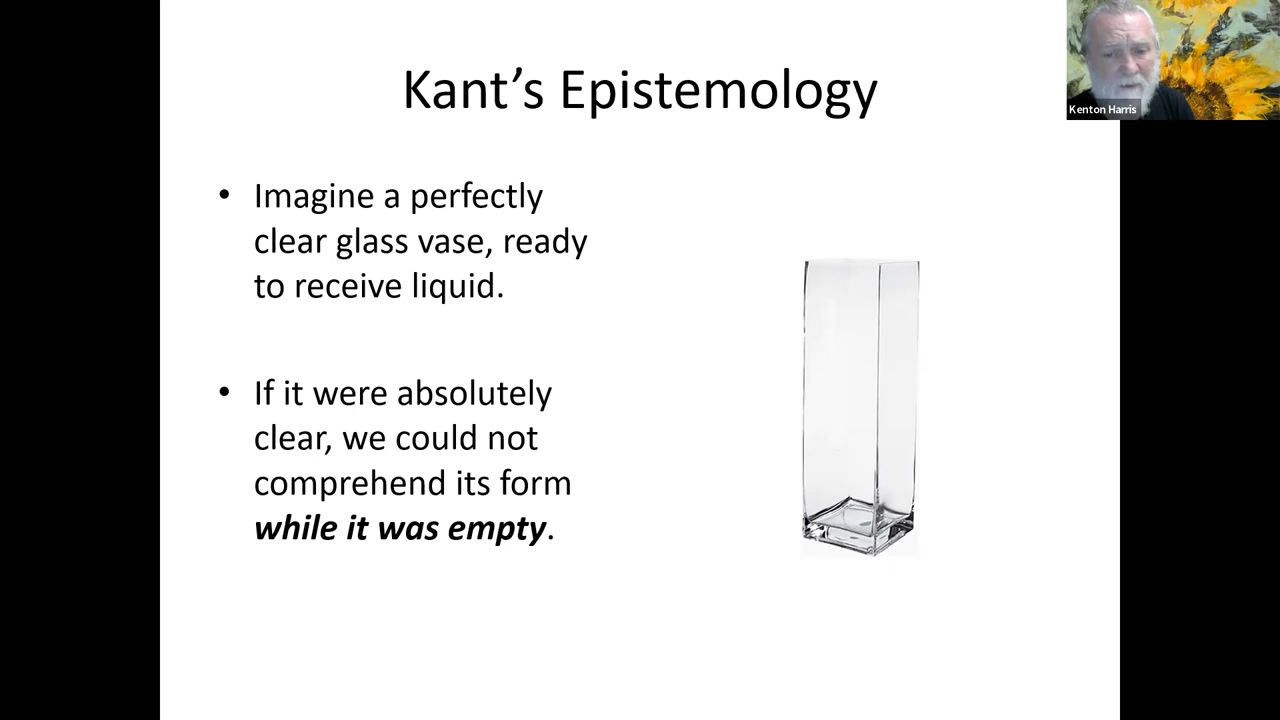 Kant’s Epistemology
Kenton Harris
• Imagine a perfectly
clear glass vase, ready
to receive liquid.
• If it were absolutely
clear, we could not
comprehend its form
while it was empty.